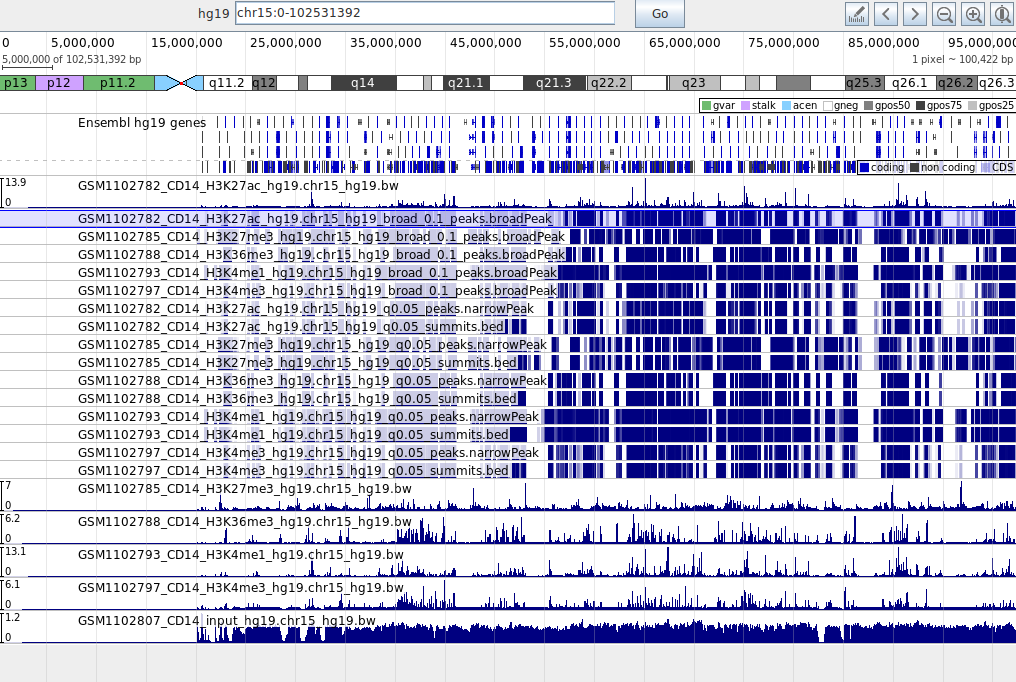 hg19 chr15:0-102531392 Go
0 5,000,000 15,000,000 25,000,000 35,000,000 45,000,000 55,000,000 65,000,000 75,000,000 85,000,000 95,000,000
5,000,000 of 102,531,392 bp 1 pixel ~ 100,422 bp
p13 p12 p11.2 q11.2 q12 q14 q21.1 q21.3 q22.2 q23 q25.3 q26.1 q26.2 q26.3
gvar stalk acen gneg gpos50 gpos75 gpos25
Ensembl hg19 genes
coding non coding CDS
13.9 GSM1102782_CD14_H3K27ac_hg19.chr15_hg19.bw
0
GSM1102782_CD14_H3K27ac_hg19.chr15_hg19_broad_0.1_peaks.broadPeak
GSM1102785_CD14_H3K27me3_hg19.chr15_hg19_broad_0.1_peaks.broadPeak
GSM1102788_CD14_H3K36me3_hg19.chr15_hg19_broad_0.1_peaks.broadPeak
GSM1102793_CD14_H3K4me1_hg19.chr15_hg19_broad_0.1_peaks.broadPeak
GSM1102797_CD14_H3K4me3_hg19.chr15_hg19_broad_0.1_peaks.broadPeak
GSM1102782_CD14_H3K27ac_hg19.chr15_hg19_q0.05_peaks.narrowPeak
GSM1102782_CD14_H3K27ac_hg19.chr15_hg19_q0.05_summits.bed
GSM1102785_CD14_H3K27me3_hg19.chr15_hg19_q0.05_peaks.narrowPeak
GSM1102785_CD14_H3K27me3_hg19.chr15_hg19_q0.05_summits.bed
GSM1102788_CD14_H3K36me3_hg19.chr15_hg19_q0.05_peaks.narrowPeak
GSM1102788_CD14_H3K36me3_hg19.chr15_hg19_q0.05_summits.bed
GSM1102793_CD14_H3K4me1_hg19.chr15_hg19_q0.05_peaks.narrowPeak
GSM1102793_CD14_H3K4me1_hg19.chr15_hg19_q0.05_summits.bed
GSM1102797_CD14_H3K4me3_hg19.chr15_hg19_q0.05_peaks.narrowPeak
GSM1102797_CD14_H3K4me3_hg19.chr15_hg19_q0.05_summits.bed
7 GSM1102785_CD14_H3K27me3_hg19.chr15_hg19.bw
0
6.2 GSM1102788_CD14_H3K36me3_hg19.chr15_hg19.bw
0
13.1 GSM1102793_CD14_H3K4me1_hg19.chr15_hg19.bw
0
6.1 GSM1102797_CD14_H3K4me3_hg19.chr15_hg19.bw
0
1.2 GSM1102807_CD14_input_hg19.chr15_hg19.bw
0